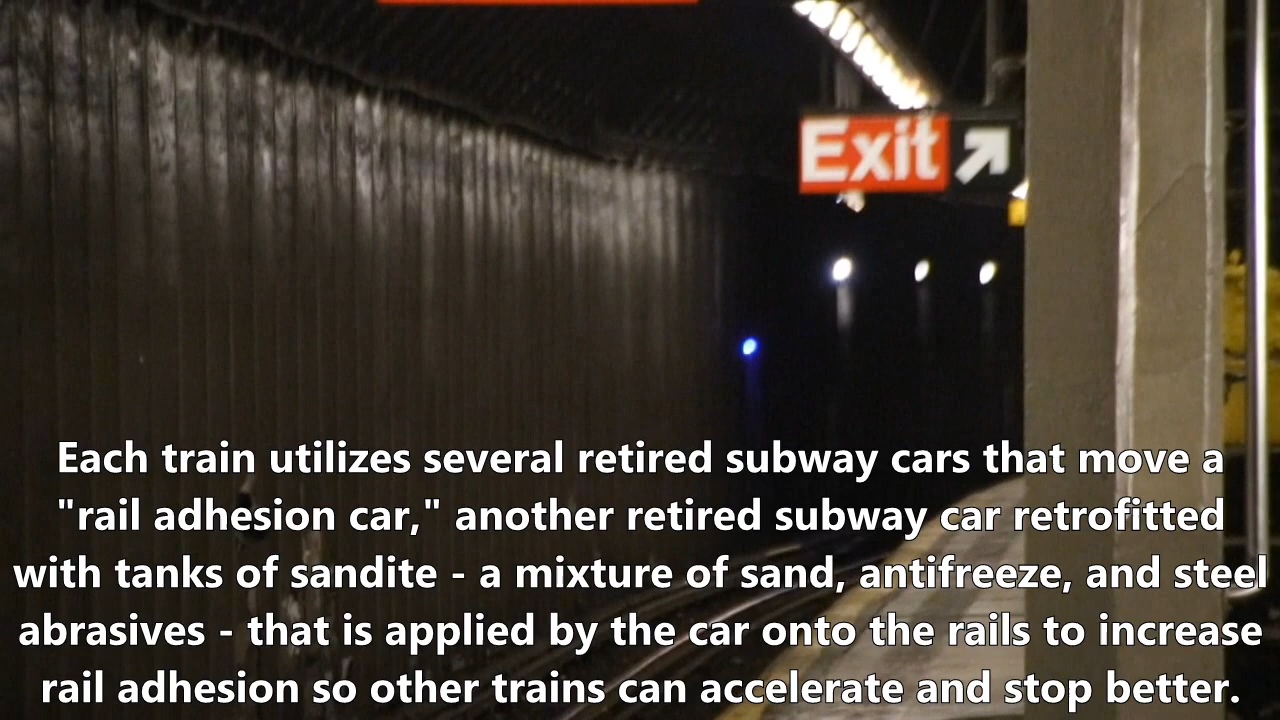 Exit
Each train utilizes several retired subway cars that move a
"rail adhesion car," another retired subway car retrofitted
with tanks of sandite - a mixture of sand, antifreeze, and steel
abrasives - that is applied by the car onto the rails to increase
rail adhesion so other trains can accelerate and stop better.